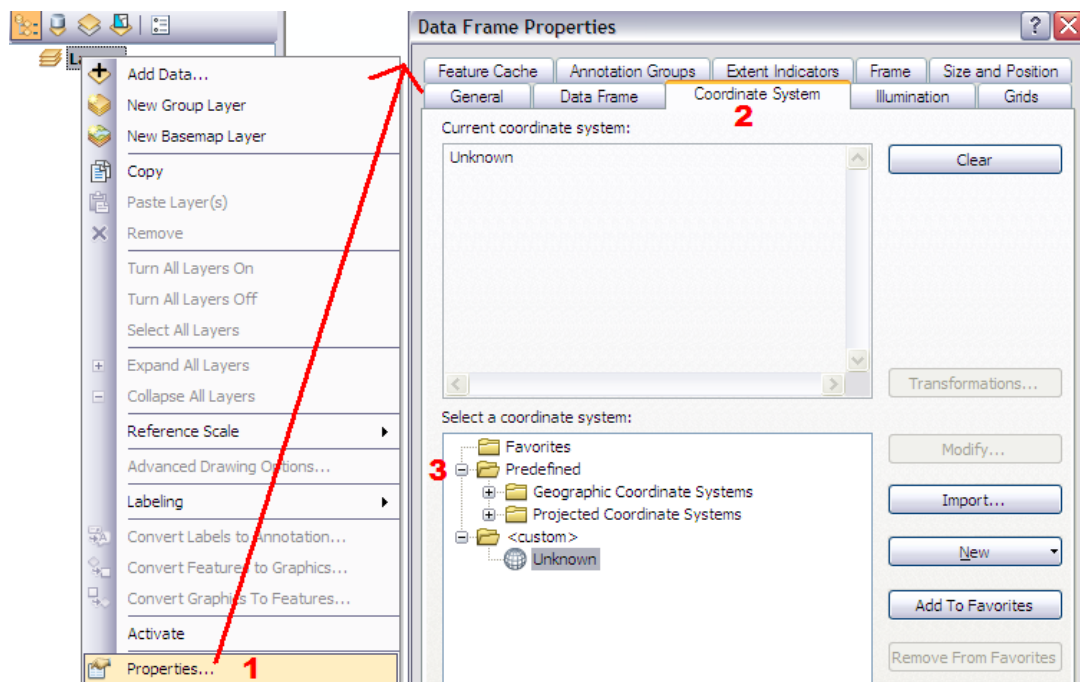 La
Add Data...
New Group Layer
New Basemap Layer
Copy
Paste Layer(s)
Remove
Turn All Layers On
Turn All Layers Off
Select All Layers
Expand All Layers
Collapse All Layers
Reference Scale
Advanced Drawing Options...
Labeling
Convert Labels to Annotation...
Convert Features to Graphics...
Convert Graphics To Features...
Activate
Properties... 1
Data Frame Properties
Feature Cache Annotation Groups Extent Indicators Frame Size and Position
General Data Frame Coordinate System Illumination Grids
2
Current coordinate system:
Unknown
Clear
Transformations...
Select a coordinate system:
Favorites
3 Predefined
Geographic Coordinate Systems
Projected Coordinate Systems
<custom>
Unknown
Modify...
Import...
New
Add To Favorites
Remove From Favorites